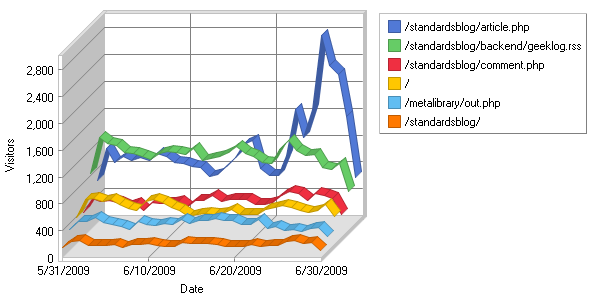 /standardsblog/article.php
/standardsblog/backend/geeklog.rss
/standardsblog/comment.php
/
/metalibrary/out.php
/standardsblog/
2,800
2,400
2,000
1,600
1,200
800
400
0
Visitors
5/31/2009 6/10/2009 6/20/2009 6/30/2009
Date